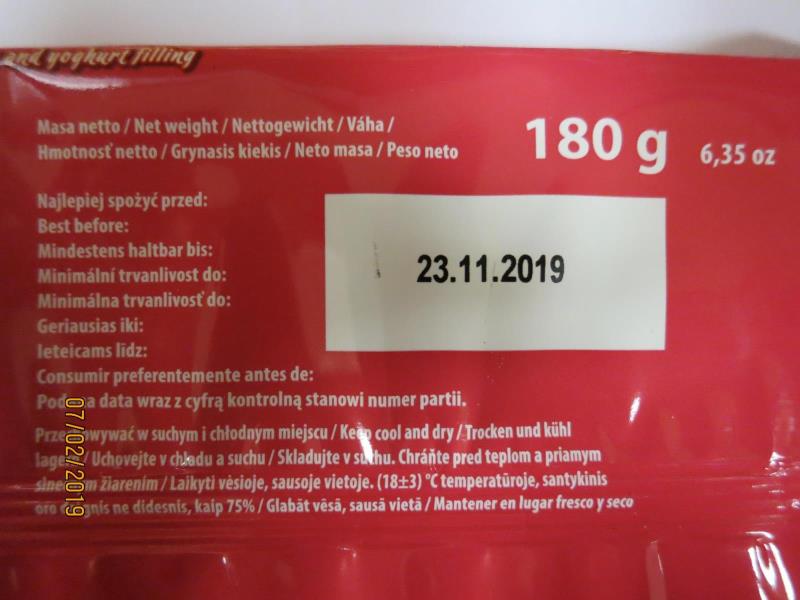 and yoghurt filling
Masa netto / Net weight / Nettogewicht / Váha /
Hmotnosť netto / Grynasis kiekis / Neto masa / Peso neto
180 g 6,35 oz
Najlepiej spożyć przed:
Best before:
Mindestens haltbar bis:
Minimální trvanlivost do:
Minimálna trvanlivosť do:
Geriausias iki:
Ieteicams līdz:
Consumir preferentemente antes de:
23.11.2019
data wraz z cyfrą kontrolną stanowi numer partii.
w suchym i chłodnym miejscu / Keep cool and dry / Trocken und kühl
/ Uchovejte v chladu a suchu / Skladujte v suchu. Chráňte pred teplom a priamym
žiarením / Laikyti vėsioje, sausoje vietoje. (18±3) °C temperatūroje, santykinis
oro ne didesnis, kaip 75% / Glabāt vēsā, sausā vietā / Mantener en lugar fresco y seco
07/02/2019